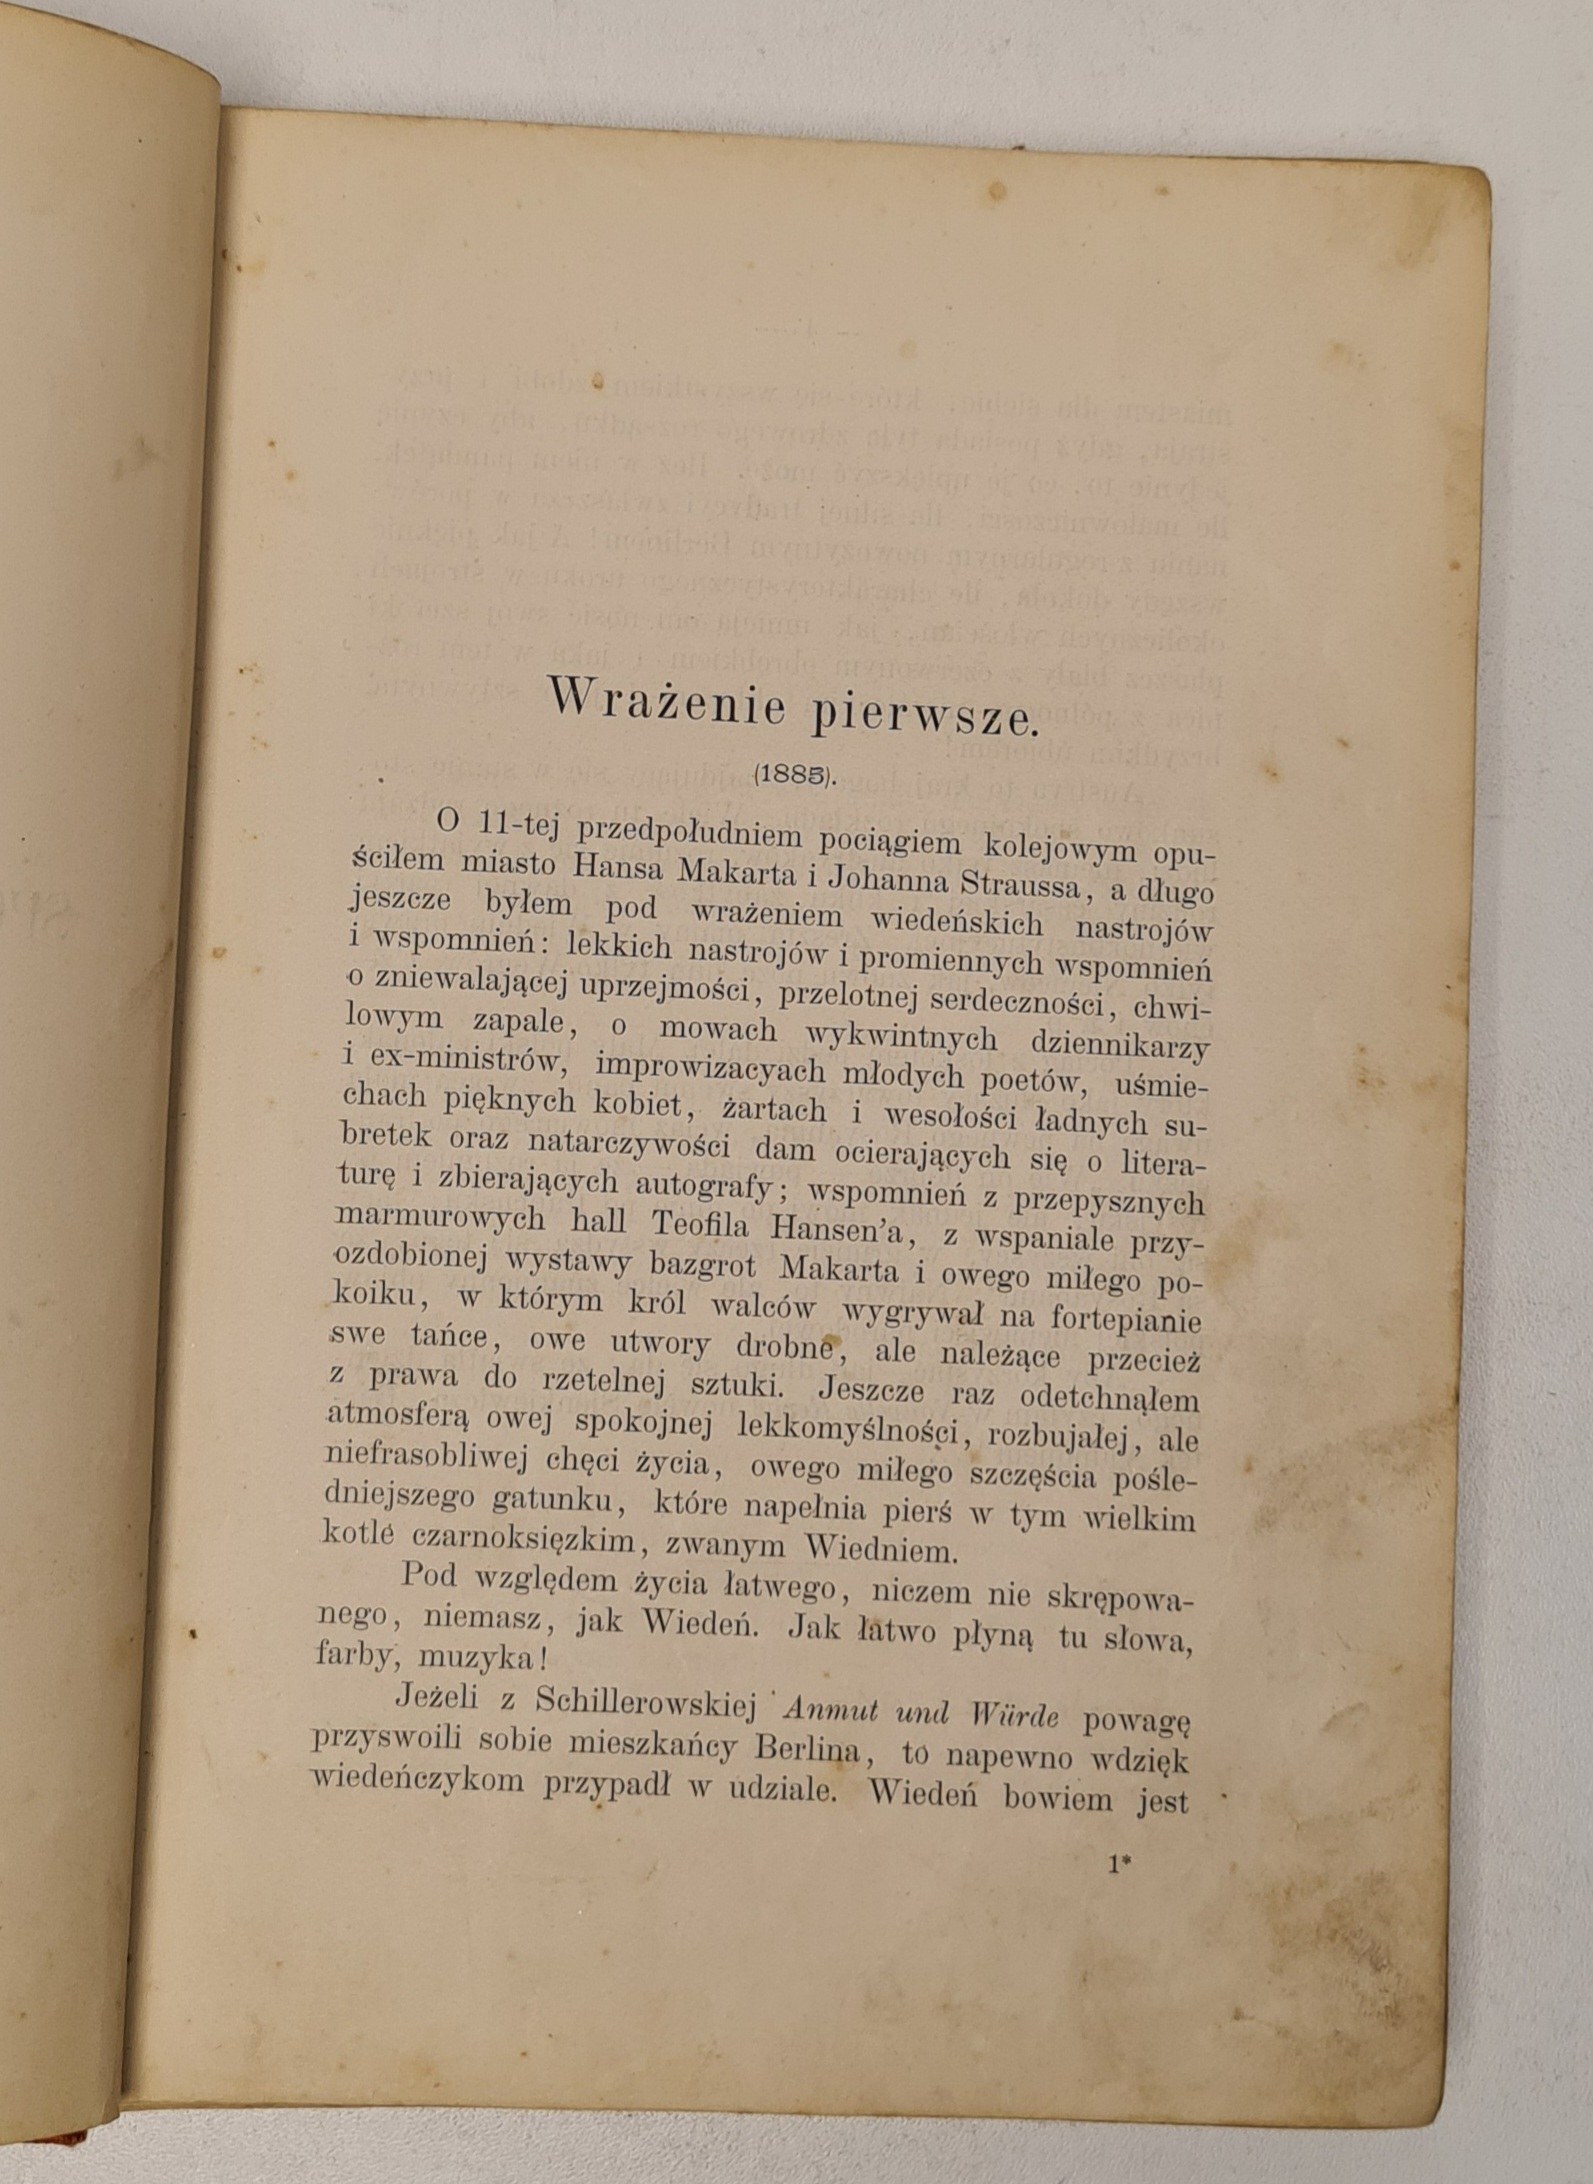 Wrażenie pierwsze.
(1885).
O 11-tej przedpołudniem pociągiem kolejowym opu-
ściłem miasto Hansa Makarta i Johanna Straussa, a długo
jeszcze byłem pod wrażeniem wiedeńskich nastrojów
i wspomnień: lekkich nastrojów i promiennych wspomnień
o zniewalającej uprzejmości, przelotnej serdeczności, chwi-
lowym zapale, o mowach wykwintnych dziennikarzy
i ex-ministrów, improwizacyach młodych poetów, uśmie-
chach pięknych kobiet, żartach i wesołości ładnych su-
bretek oraz natarczywości dam ocierających się o litera-
turę i zbierających autografy; wspomnień z przepysznych
marmurowych hall Teofila Hansen'a, z wspaniale przy-
ozdobionej wystawy bazgrot Makarta i owego miłego po-
koiku, w którym król walców wygrywał na fortepianie
swe tańce, owe utwory drobne, ale należące przecież
z prawa do rzetelnej sztuki. Jeszcze raz odetchnąłem
atmosferą owej spokojnej lekkomyślności, rozbujałej, ale
niefrasobliwej chęci życia, owego miłego szczęścia pośle-
dniejszego gatunku, które napełnia pierś w tym wielkim
kotle czarnoksięzkim, zwanym Wiedniem.
Pod względem życia łatwego, niczem nie skrępowa-
nego, niemasz, jak Wiedeń. Jak łatwo płyną tu słowa,
farby, muzyka!
Jeżeli z Schillerowskiej Anmut und Würde powagę
przyswoili sobie mieszkańcy Berlina, to napewno wdzięk
wiedeńczykom przypadł w udziale. Wiedeń bowiem jest
1*